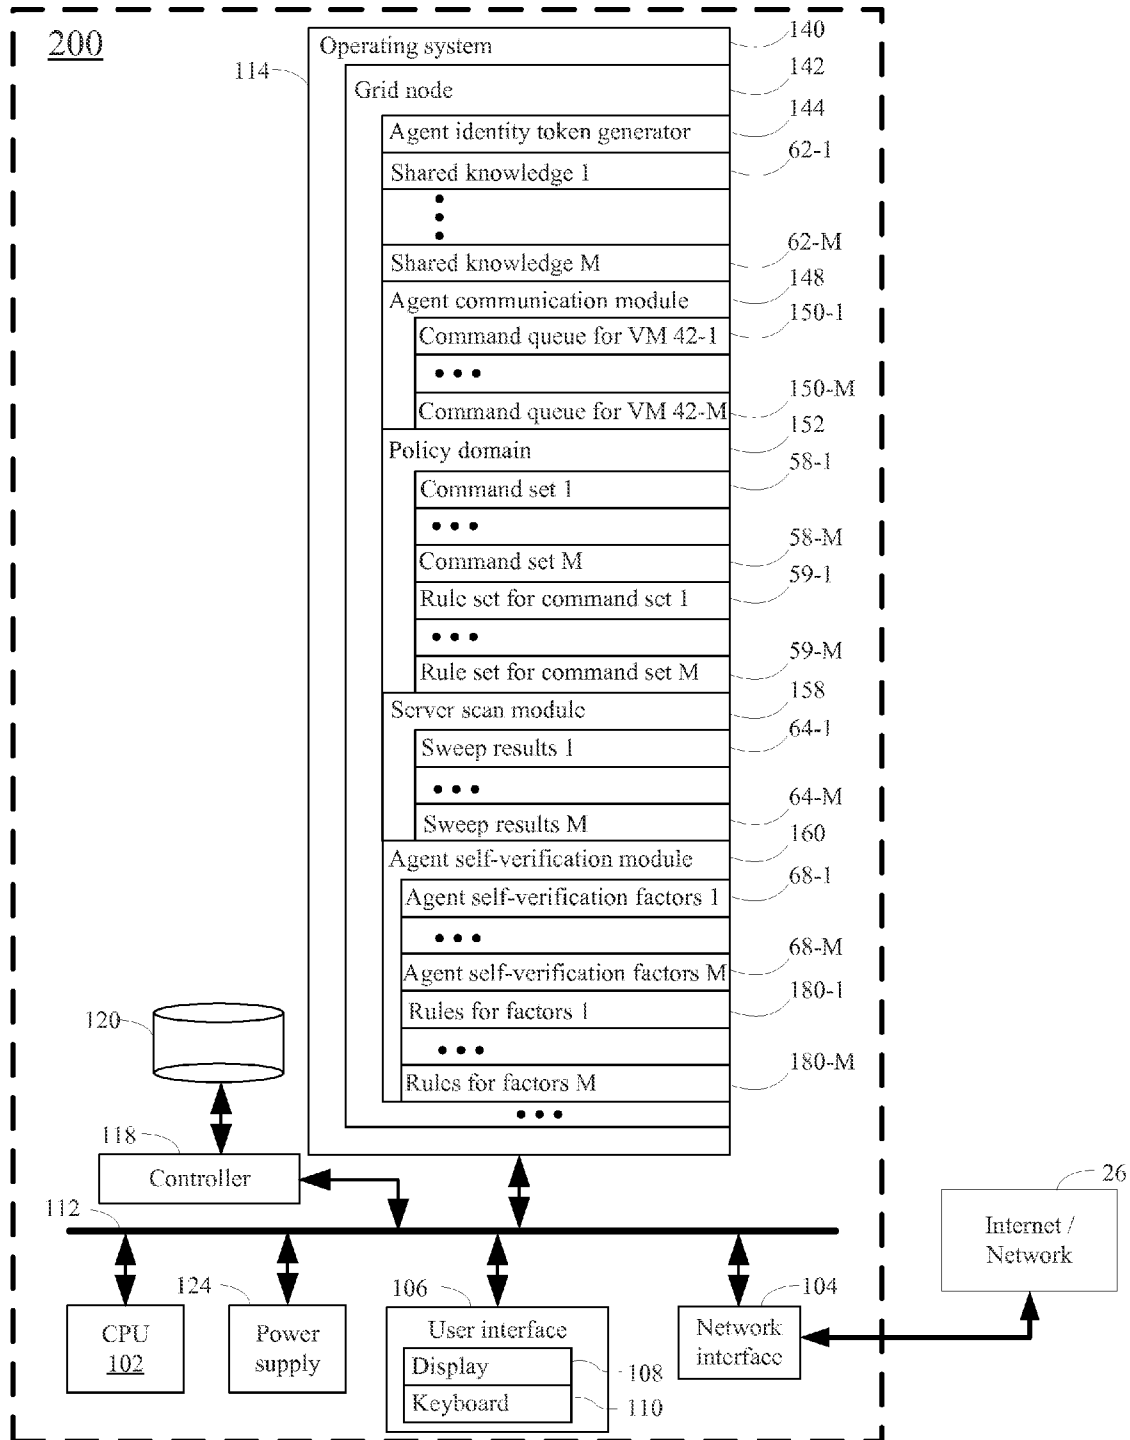 200
Operating system
140
114
142
Grid node
144
Agent identity token generator
62-1
Shared knowledge 1
62-M
Shared knowledge M
148
Agent communication module
150-1
Command queue for VM 42-1
150-M
Command queue for VM 42-M
152
Policy domain
58-1
Command set 1
58-M
Command set M
59-1
Rule set for command set 1
59-M
Rule set for command set M
158
Server scan module
64-1
Sweep results 1
64-M
Sweep results M
160
Agent self-verification module
68-1
Agent self-verification factors 1
68-M
Agent self-verification factors M
180-1
Rules for factors 1
180-M
Rules for factors M
120
118
Controller
112
26
Internet /
Network
124
106
104
CPU
102
Power
supply
User interface
Display
108
Keyboard
110
Network
interface